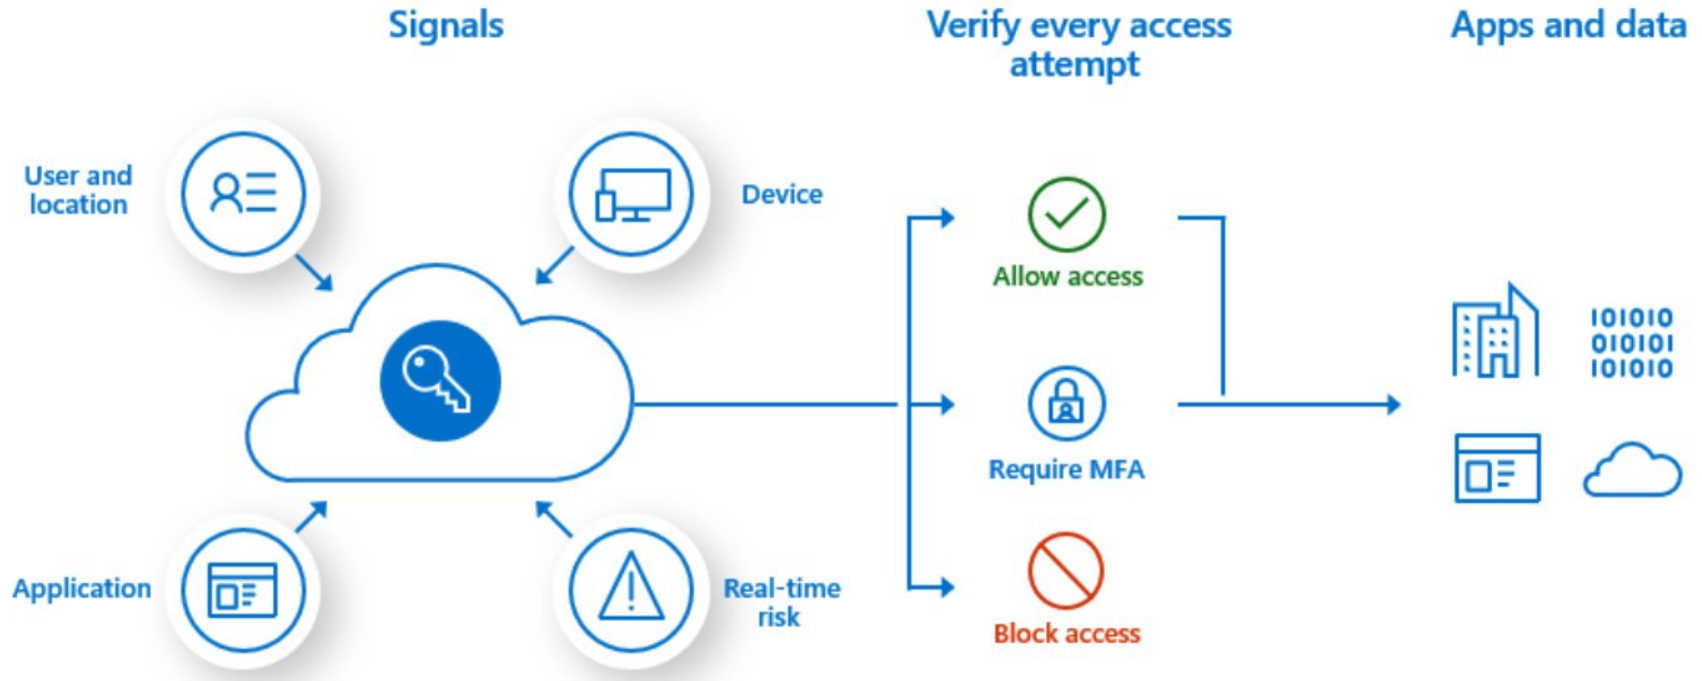 Signals
Verify every access
attempt
Apps and data
User and
location
Device
Allow access
101010
010101
101010
Require MFA
Application
Real-time
risk
Block access